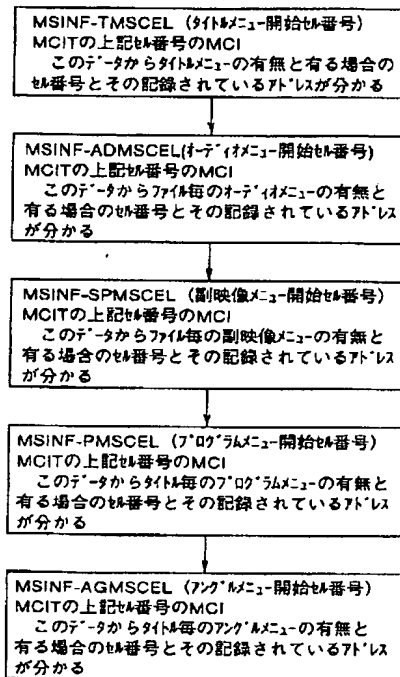 MSINF-TMSCEL (ﾀｲﾄﾙﾒﾆｭｰ開始ｾﾙ番号)
MCITの上記ｾﾙ番号のMCI
このﾃﾞｰﾀからﾀｲﾄﾙﾒﾆｭｰの有無と有る場合の
ｾﾙ番号とその記録されているｱﾄﾞﾚｽが分かる
MSINF-ADMSCEL(ｵｰﾃﾞｨｵﾒﾆｭｰ開始ｾﾙ番号)
MCITの上記ｾﾙ番号のMCI
このﾃﾞｰﾀからﾌｧｲﾙ毎のｵｰﾃﾞｨｵﾒﾆｭｰの有無と
有る場合のｾﾙ番号とその記録されているｱﾄﾞﾚｽ
が分かる
MSINF-SPMSCEL (副映像ﾒﾆｭｰ開始ｾﾙ番号)
MCITの上記ｾﾙ番号のMCI
このﾃﾞｰﾀからﾌｧｲﾙ毎の副映像ﾒﾆｭｰの有無と
有る場合のｾﾙ番号とその記録されているｱﾄﾞﾚｽ
が分かる
MSINF-PMSCEL (ﾌﾟﾛｸﾞﾗﾑﾒﾆｭｰ開始ｾﾙ番号)
MCITの上記ｾﾙ番号のMCI
このﾃﾞｰﾀからﾀｲﾄﾙ毎のﾌﾟﾛｸﾞﾗﾑﾒﾆｭｰの有無と
有る場合のｾﾙ番号とその記録されているｱﾄﾞﾚｽ
が分かる
MSINF-AGMSCEL (ｱﾝｸﾞﾙﾒﾆｭｰ開始ｾﾙ番号)
MCITの上記ｾﾙ番号のMCI
このﾃﾞｰﾀからﾀｲﾄﾙ毎のｱﾝｸﾞﾙﾒﾆｭｰの有無と
有る場合のｾﾙ番号とその記録されているｱﾄﾞﾚｽ
が分かる